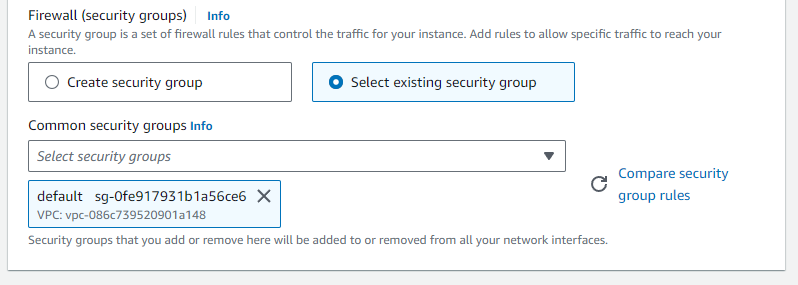 Firewall (security groups) Info
A security group is a set of firewall rules that control the traffic for your instance. Add rules to allow specific traffic to reach your
instance.
Create security group
Select existing security group
Common security groups Info
Select security groups
Compare security
group rules
default sg-0fe917931b1a56ce6
VPC: vpc-086c739520901a148
Security groups that you add or remove here will be added to or removed from all your network interfaces.